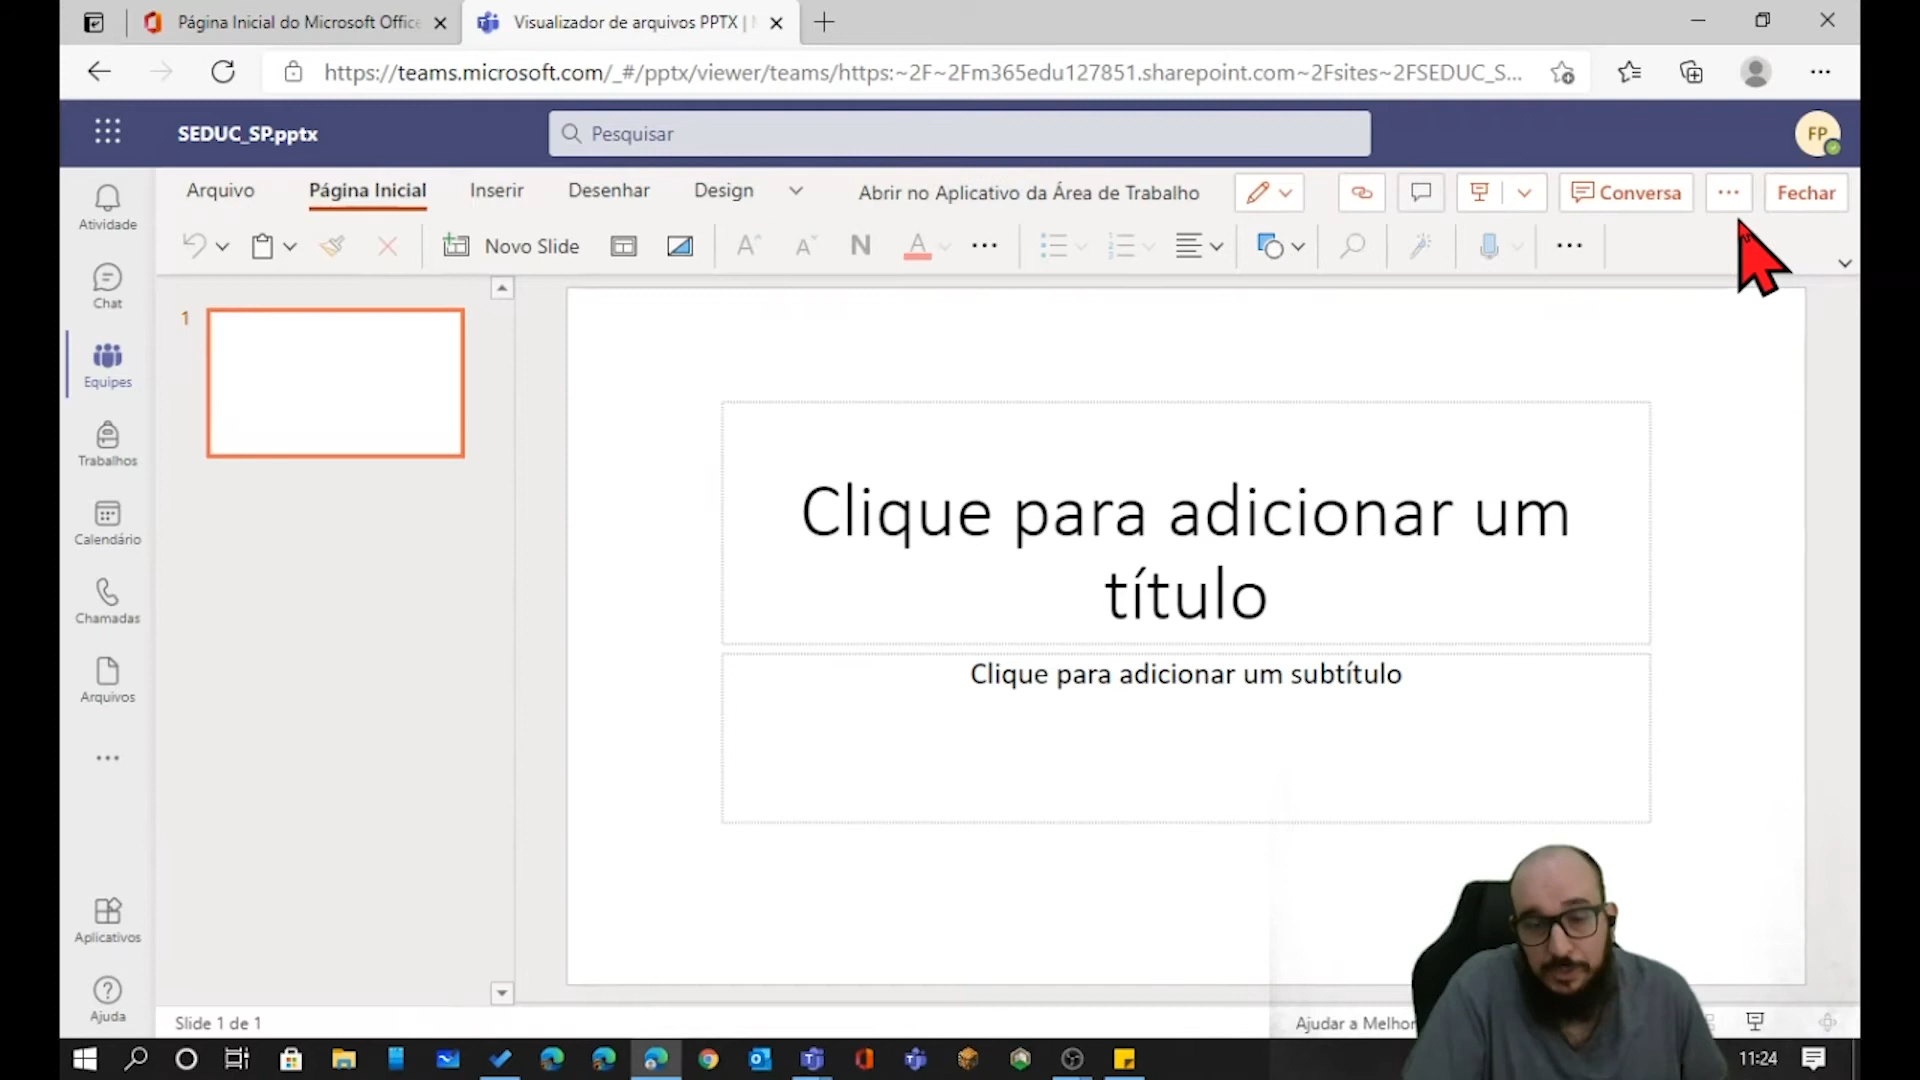 Página Inicial do Microsoft Office
Visualizador de arquivos PPTX |
https://teams.microsoft.com/_#/pptx/viewer/teams/https:~2F~2Fm365edu127851.sharepoint.com~2Fsites~2FSEDUC_S...
SEDUC_SP.pptx
Pesquisar
FP
Arquivo
Página Inicial
Inserir
Desenhar
Design
Abrir no Aplicativo da Área de Trabalho
Conversa
Fechar
Novo Slide
A
A
N
A
Atividade
Chat
Equipes
Trabalhos
Calendário
Chamadas
Arquivos
Aplicativos
Ajuda
1
Clique para adicionar um
título
Clique para adicionar um subtítulo
Slide 1 de 1
Ajudar a Melhor
11:24